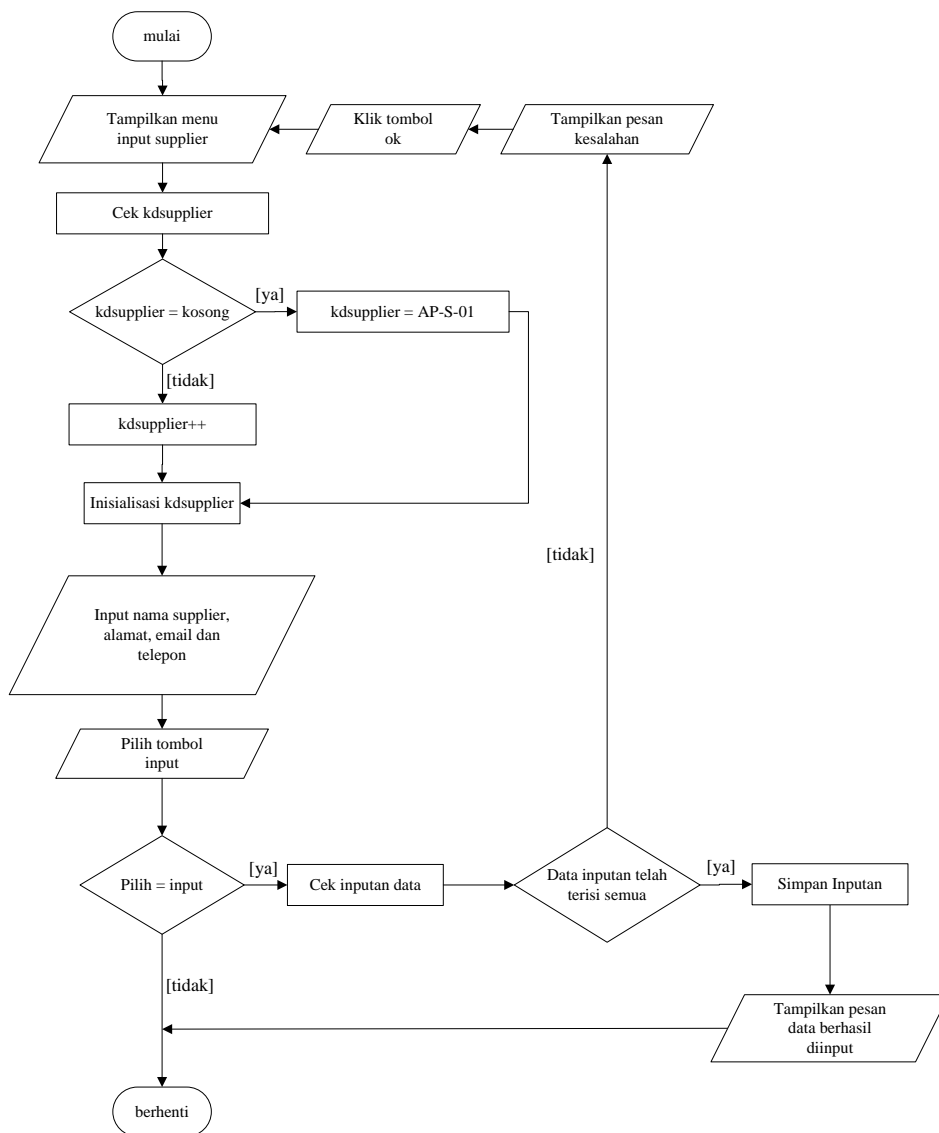 mulai
Tampilkan menu
input supplier
Klik tombol
ok
Tampilkan pesan
kesalahan
Cek kdsupplier
kdsupplier = kosong
[ya]
kdsupplier = AP-S-01
[tidak]
kdsupplier++
Inisialisasi kdsupplier
[tidak]
Input nama supplier,
alamat, email dan
telepon
Pilih tombol
input
Pilih = input
[ya]
Cek inputan data
Data inputan telah
terisi semua
[ya]
Simpan Inputan
[tidak]
Tampilkan pesan
data berhasil
diinput
berhenti